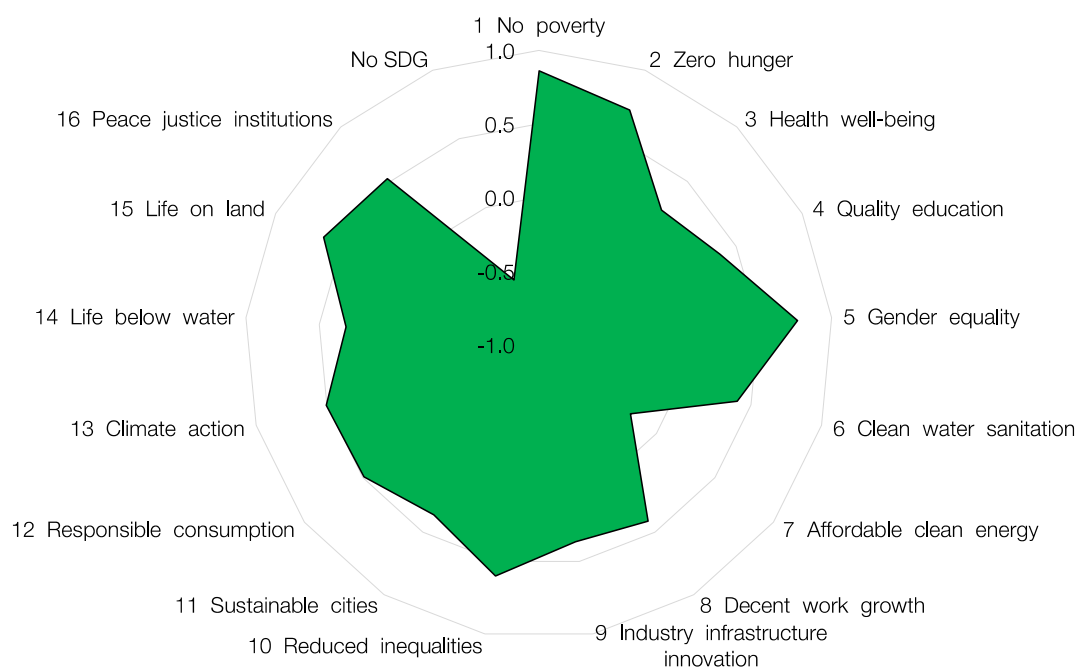 1 No poverty
2 Zero hunger
3 Health well-being
4 Quality education
5 Gender equality
6 Clean water sanitation
7 Affordable clean energy
8 Decent work growth
9 Industry infrastructure
innovation
10 Reduced inequalities
11 Sustainable cities
12 Responsible consumption
13 Climate action
14 Life below water
15 Life on land
16 Peace justice institutions
No SDG
1.0
0.5
0.0
-0.5
-1.0